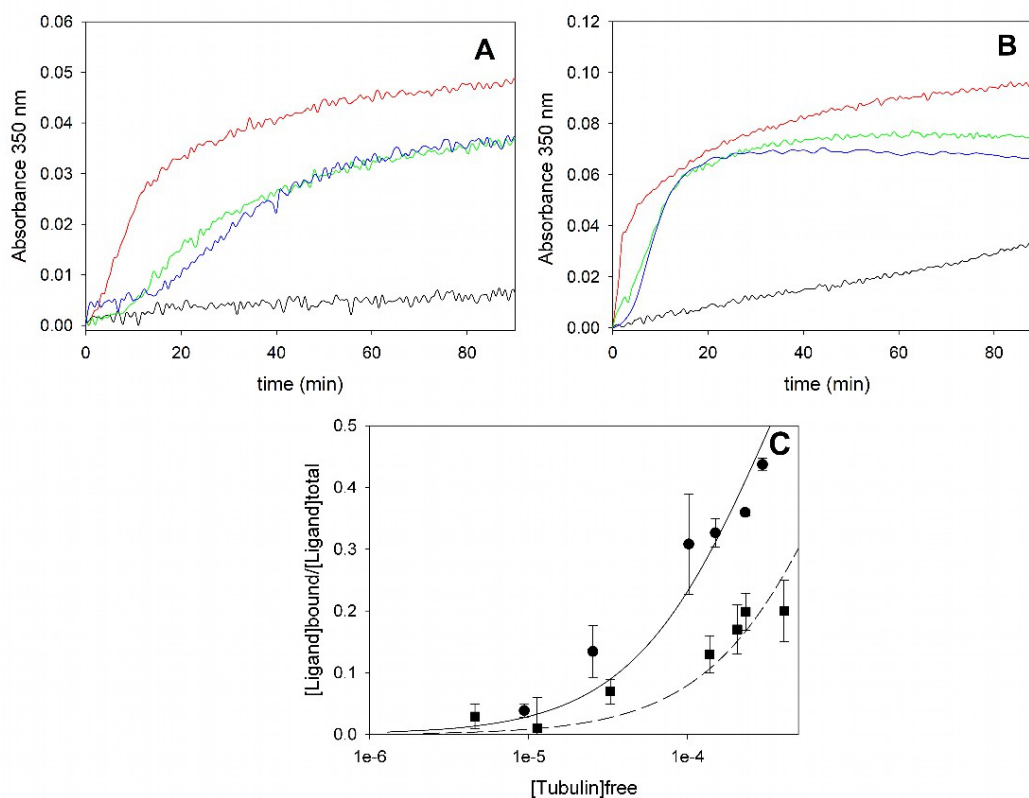 A
Absorbance 350 nm
0.06
0.05
0.04
0.03
0.02
0.01
0.00
0
20
40
60
80
time (min)
B
Absorbance 350 nm
0.12
0.10
0.08
0.06
0.04
0.02
0.00
0
20
40
60
80
time (min)
C
[Ligand]bound/[Ligand]total
0.5
0.4
0.3
0.2
0.1
0.0
1e-6
1e-5
1e-4
[Tubulin]free